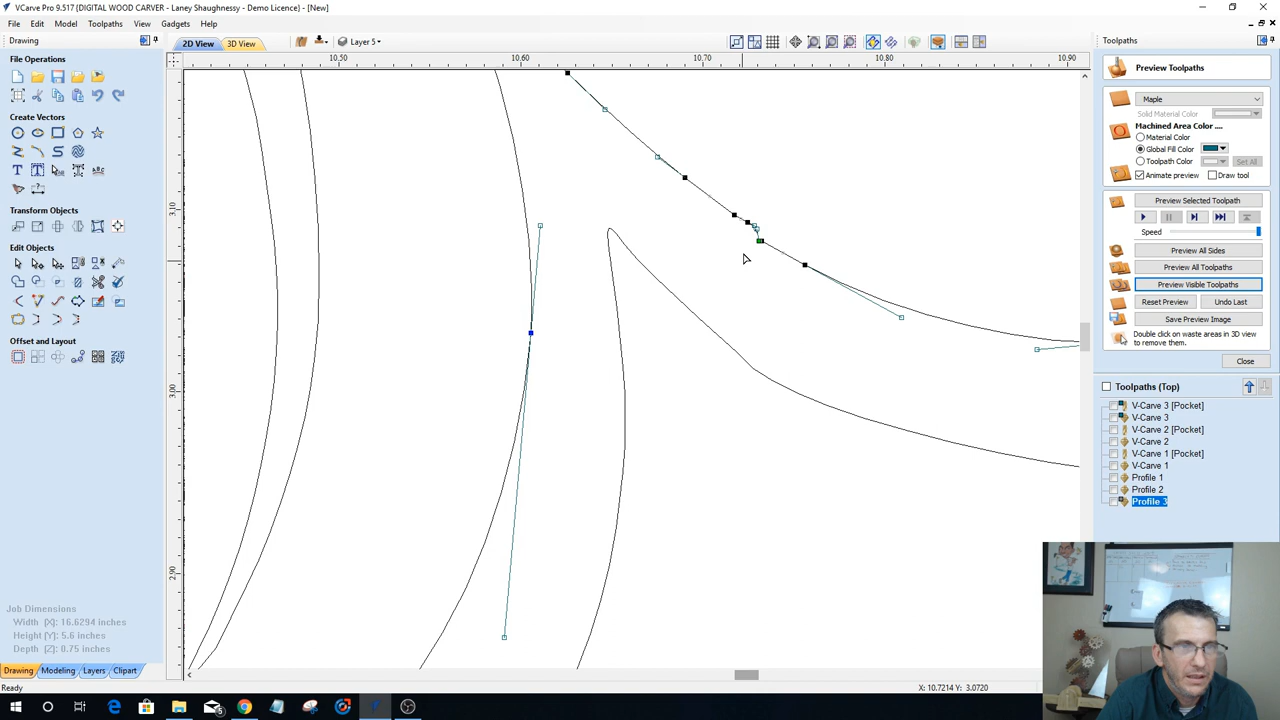 VCarve Pro 9.517 {DIGITAL WOOD CARVER - Laney Shaughnessy - Demo Licence} - [New]
File Edit Model Toolpaths View Gadgets Help
Drawing
2D View 3D View
Layer 5
Toolpaths
File Operations
Create Vectors
Transform Objects
Edit Objects
Offset and Layout
Job Dimensions
Width (X): 16.6294 inches
Height (Y): 5.6 inches
Depth (Z): 0.75 inches
Drawing Modeling Layers Clipart
Ready
10.50 10.60 10.70 10.80 10.90
3.10
3.00
2.90
X: 10.7214 Y: 3.0720
Preview Toolpaths
Maple
Solid Material Color
Machined Area Color ....
Material Color
Global Fill Color
Toolpath Color
Set All
Animate preview Draw tool
Preview Selected Toolpath
Speed
Preview All Sides
Preview All Toolpaths
Preview Visible Toolpaths
Reset Preview Undo Last
Save Preview Image
Double click on waste areas in 3D view
to remove them.
Close
Toolpaths (Top)
V-Carve 3 [Pocket]
V-Carve 3
V-Carve 2 [Pocket]
V-Carve 2
V-Carve 1 [Pocket]
V-Carve 1
Profile 1
Profile 2
Profile 3